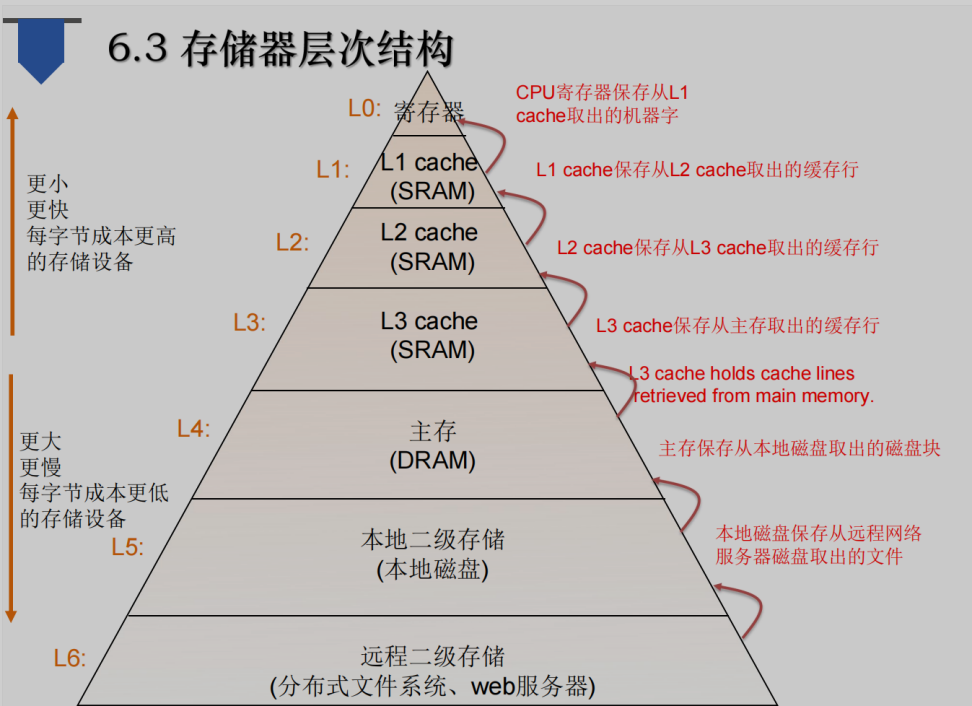 6.3 存储器层次结构
L0:
寄存器
CPU寄存器保存从L1
cache取出的机器字
L1:
L1 cache
(SRAM)
L1 cache保存从L2 cache取出的缓存行
更小
更快
每字节成本更高
的存储设备
L2:
L2 cache
(SRAM)
L2 cache保存从L3 cache取出的缓存行
L3:
L3 cache
(SRAM)
L3 cache保存从主存取出的缓存行
L3 cache holds cache lines
retrieved from main memory.
L4:
主存
(DRAM)
主存保存从本地磁盘取出的磁盘块
更大
更慢
每字节成本更低
的存储设备
L5:
本地二级存储
(本地磁盘)
本地磁盘保存从远程网络
服务器磁盘取出的文件
L6:
远程二级存储
(分布式文件系统、web服务器)